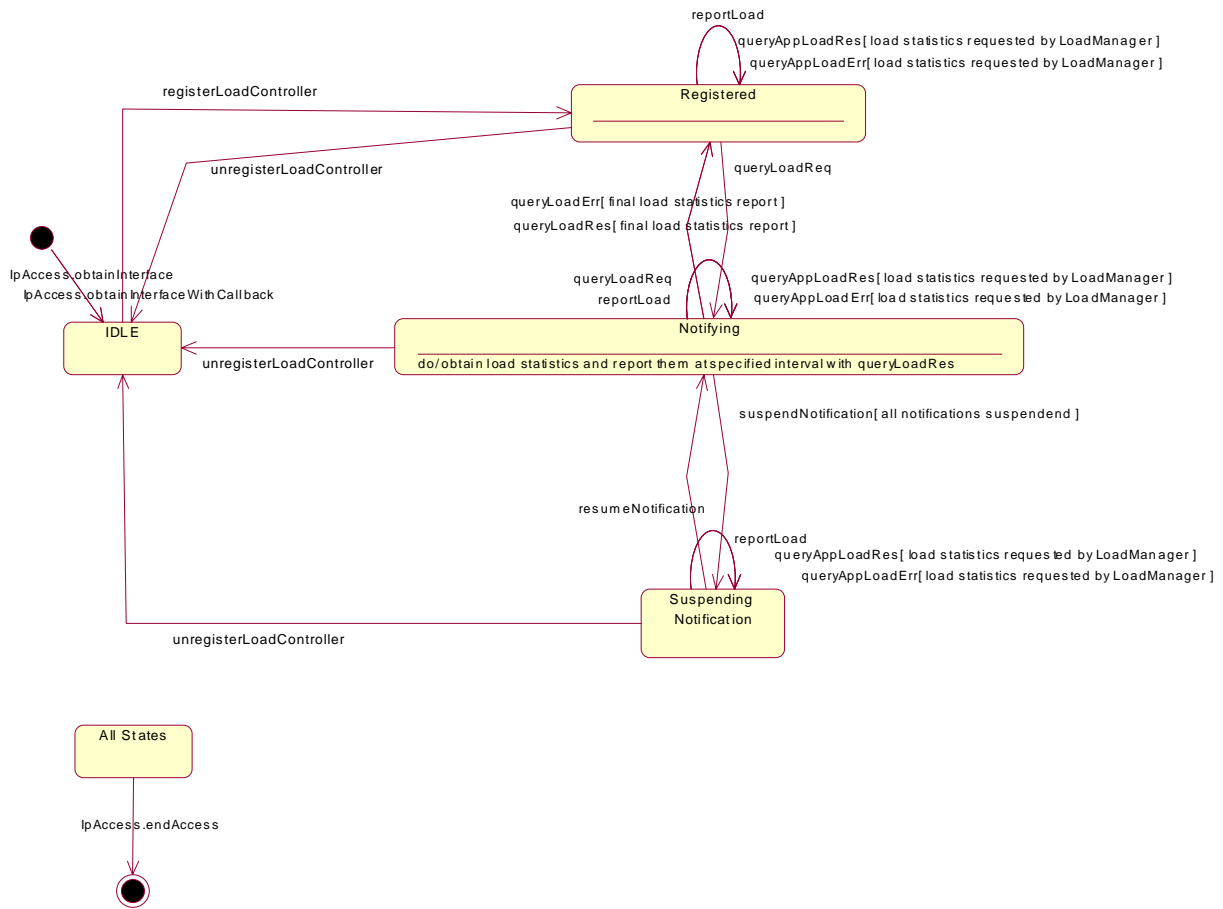 reportLoad
queryAppLoadRes[ load statistics requested by LoadManager ]
queryAppLoadErr[ load statistics requested by LoadManager ]
registerLoadController
Registered
unregisterLoadController
queryLoadReq
queryLoadErr[ final load statistics report ]
queryLoadRes[ final load statistics report ]
IpAccess.obtainInterface
IpAccess.obtainInterfaceWithCallback
queryLoadReq
reportLoad
queryAppLoadRes[ load statistics requested by LoadManager ]
queryAppLoadErr[ load statistics requested by LoadManager ]
IDLE
Notifying
unregisterLoadController
do/ obtain load statistics and report them at specified interval with queryLoadRes
suspendNotification[ all notifications suspendend ]
resumeNotification
reportLoad
queryAppLoadRes[ load statistics requested by LoadManager ]
queryAppLoadErr[ load statistics requested by LoadManager ]
Suspending
Notification
unregisterLoadController
All States
IpAccess.endAccess